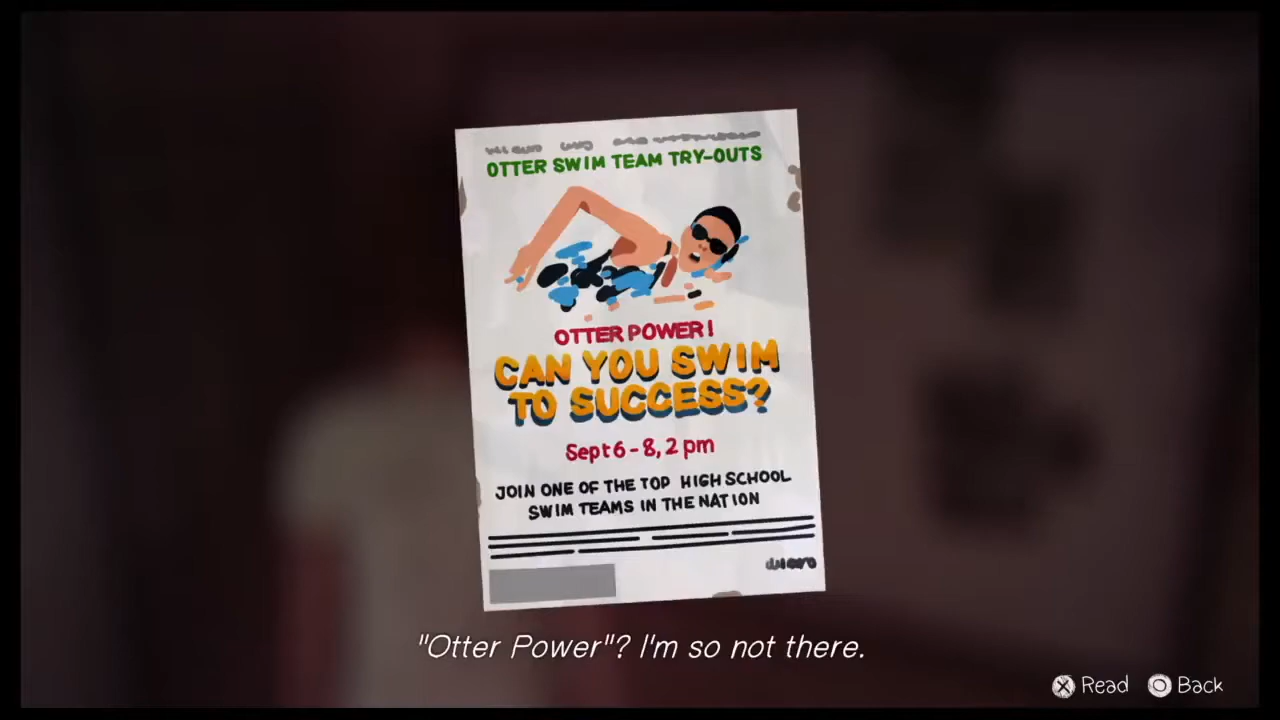 OTTER SWIM TEAM TRY-OUTS
OTTER POWER!
CAN YOU SWIM
TO SUCCESS?
Sept 6 - 8, 2 pm
JOIN ONE OF THE TOP HIGH SCHOOL
SWIM TEAMS IN THE NATION
"Otter Power"? I'm so not there.
Read Back